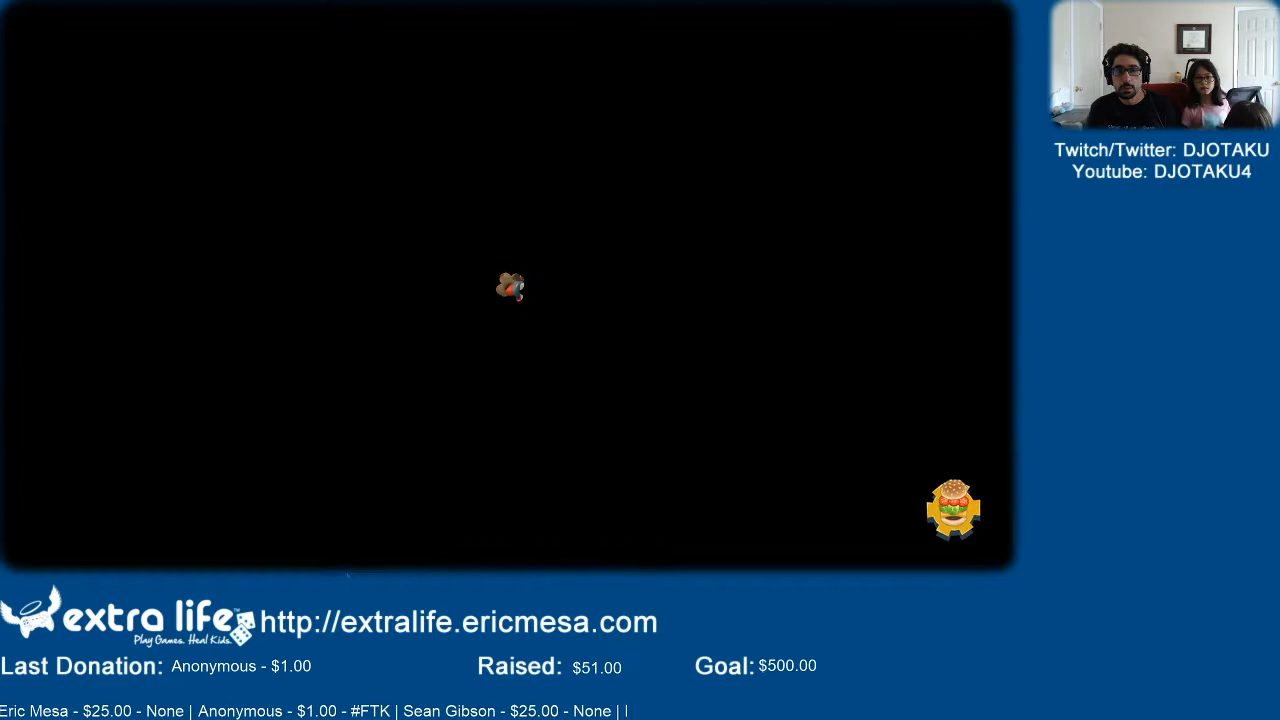 Twitch/Twitter: DJOTAKU
Youtube: DJOTAKU4
extra life™
Play Games. Heal Kids.
http://extralife.ericmesa.com
Last Donation: Anonymous - $1.00
Raised: $51.00
Goal: $500.00
Eric Mesa - $25.00 - None | Anonymous - $1.00 - #FTK | Sean Gibson - $25.00 - None | |